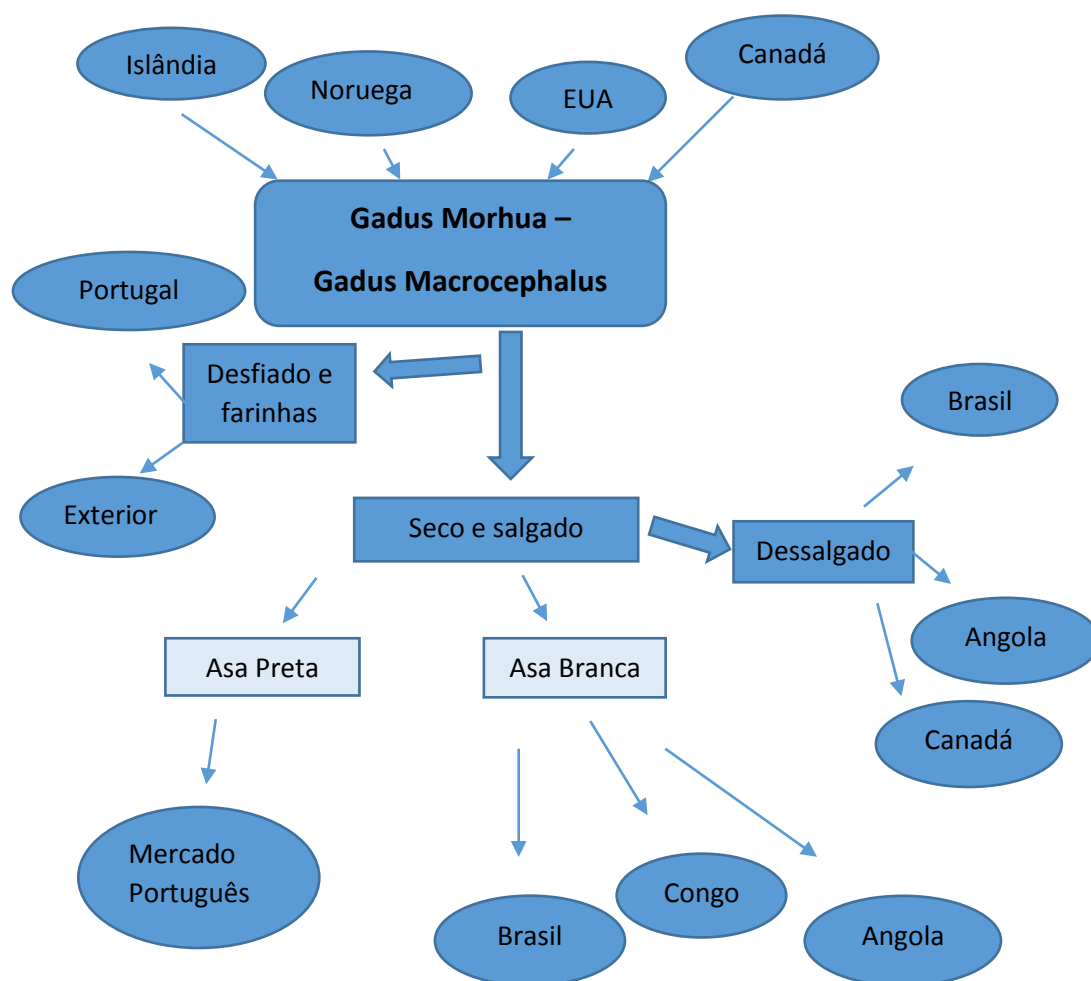 Islândia
Noruega
EUA
Canadá
Gadus Morhua –
Gadus Macrocephalus
Portugal
Desfiado e
farinhas
Exterior
Seco e salgado
Dessalgado
Brasil
Angola
Canadá
Asa Preta
Asa Branca
Mercado
Português
Brasil
Congo
Angola